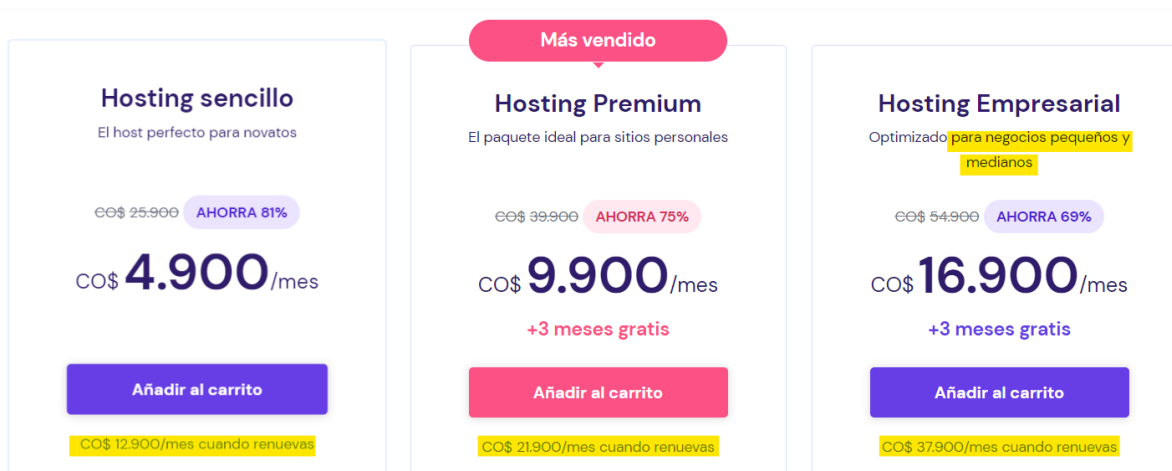 Más vendido
Hosting sencillo
El host perfecto para novatos
CO$ 25.900 AHORRA 81%
CO$ 4.900/mes
Añadir al carrito
CO$ 12.900/mes cuando renuevas
Hosting Premium
El paquete ideal para sitios personales
CO$ 39.900 AHORRA 75%
CO$ 9.900/mes
+3 meses gratis
Añadir al carrito
CO$ 21.900/mes cuando renuevas
Hosting Empresarial
Optimizado para negocios pequeños y
medianos
CO$ 54.900 AHORRA 69%
CO$ 16.900/mes
+3 meses gratis
Añadir al carrito
CO$ 37.900/mes cuando renuevas